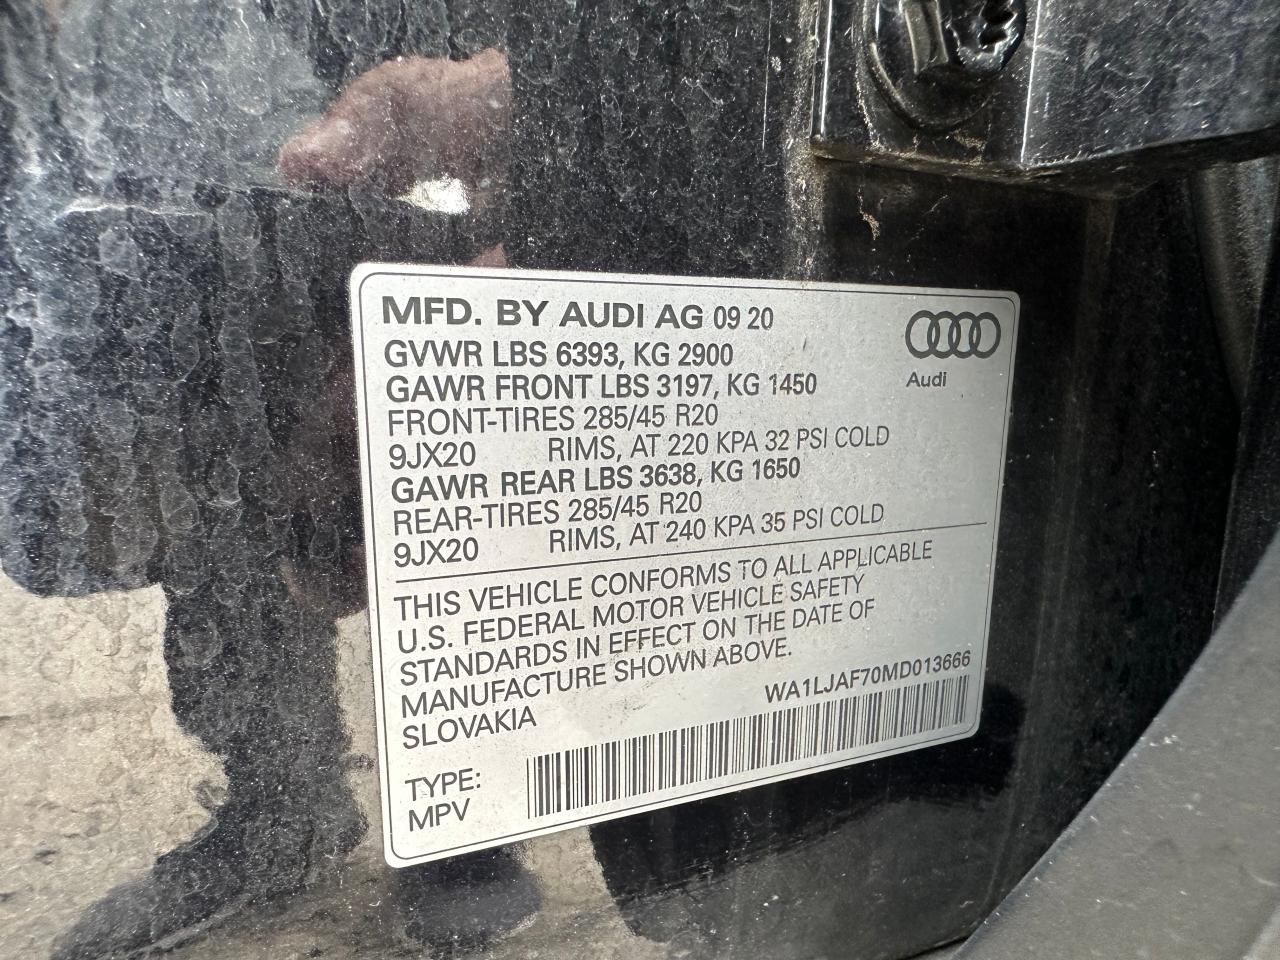 MFD. BY AUDI AG 09 20
GVWR LBS 6393, KG 2900
GAWR FRONT LBS 3197, KG 1450
FRONT-TIRES 285/45 R20
9JX20 RIMS, AT 220 KPA 32 PSI COLD
GAWR REAR LBS 3638, KG 1650
REAR-TIRES 285/45 R20
9JX20 RIMS, AT 240 KPA 35 PSI COLD
Audi
THIS VEHICLE CONFORMS TO ALL APPLICABLE
U.S. FEDERAL MOTOR VEHICLE SAFETY
STANDARDS IN EFFECT ON THE DATE OF
MANUFACTURE SHOWN ABOVE.
SLOVAKIA
WA1LJAF70MD013666
TYPE:
MPV